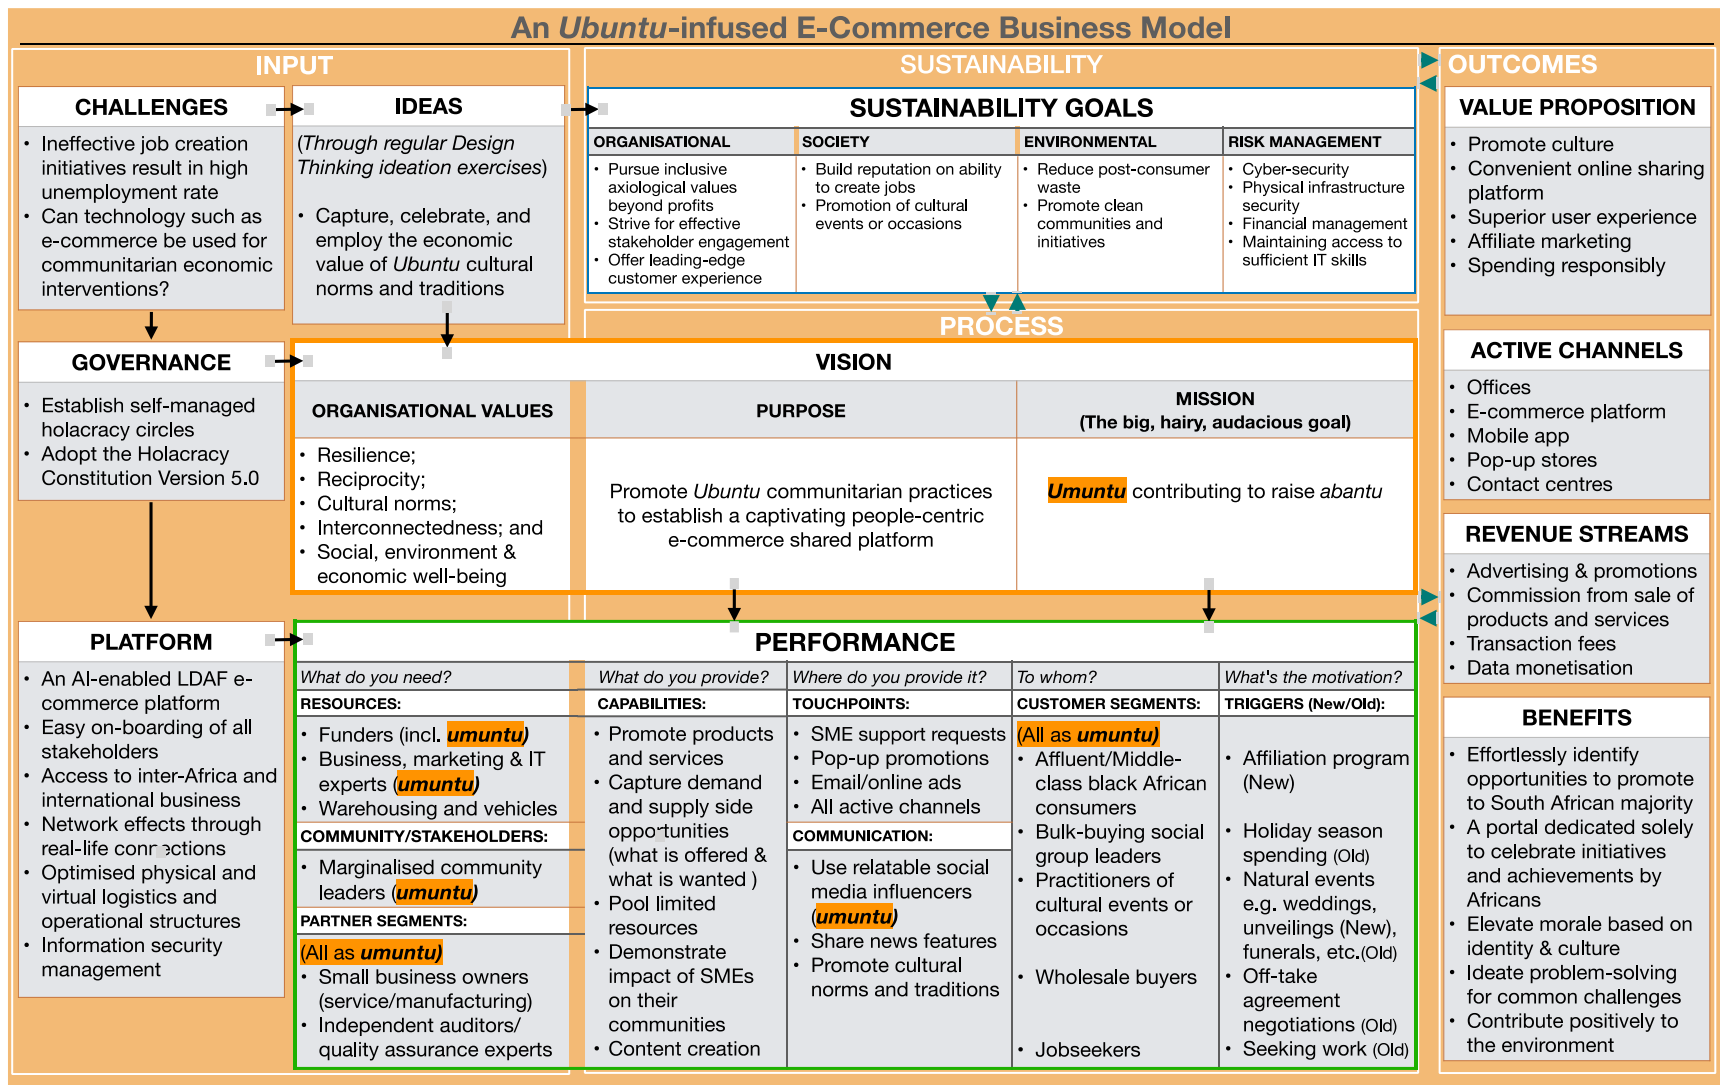 An Ubuntu-infused E-Commerce Business Model
INPUT
CHALLENGES
• Ineffective job creation
initiatives result in high
unemployment rate
• Can technology such as
e-commerce be used for
communitarian economic
interventions?
IDEAS
(Through regular Design
Thinking ideation exercises)
• Capture, celebrate, and
employ the economic
value of Ubuntu cultural
norms and traditions
GOVERNANCE
• Establish self-managed
holacracy circles
• Adopt the Holacracy
Constitution Version 5.0
PLATFORM
• An AI-enabled LDAF e-
commerce platform
• Easy on-boarding of all
stakeholders
• Access to inter-Africa and
international business
• Network effects through
real-life connections
• Optimised physical and
virtual logistics and
operational structures
• Information security
management
SUSTAINABILITY
SUSTAINABILITY GOALS
ORGANISATIONAL
• Pursue inclusive
axiological values
beyond profits
• Strive for effective
stakeholder engagement
• Offer leading-edge
customer experience
SOCIETY
• Build reputation on ability
to create jobs
• Promotion of cultural
events or occasions
ENVIRONMENTAL
• Reduce post-consumer
waste
• Promote clean
communities and
initiatives
RISK MANAGEMENT
• Cyber-security
• Physical infrastructure
security
• Financial management
• Maintaining access to
sufficient IT skills
PROCESS
VISION
ORGANISATIONAL VALUES
• Resilience;
• Reciprocity;
• Cultural norms;
• Interconnectedness; and
• Social, environment &
economic well-being
PURPOSE
Promote Ubuntu communitarian practices
to establish a captivating people-centric
e-commerce shared platform
MISSION
(The big, hairy, audacious goal)
Umuntu contributing to raise abantu
PERFORMANCE
What do you need?
RESOURCES:
• Funders (incl. umuntu)
• Business, marketing & IT
experts (umuntu)
• Warehousing and vehicles
COMMUNITY/STAKEHOLDERS:
• Marginalised community
leaders (umuntu)
PARTNER SEGMENTS:
(All as umuntu)
• Small business owners
(service/manufacturing)
• Independent auditors/
quality assurance experts
What do you provide?
CAPABILITIES:
• Promote products
and services
• Capture demand
and supply side
opportunities
(what is offered &
what is wanted )
• Pool limited
resources
• Demonstrate
impact of SMEs
on their
communities
• Content creation
Where do you provide it?
TOUCHPOINTS:
• SME support requests
• Pop-up promotions
• Email/online ads
• All active channels
COMMUNICATION:
• Use relatable social
media influencers
(umuntu)
• Share news features
• Promote cultural
norms and traditions
To whom?
CUSTOMER SEGMENTS:
(All as umuntu)
• Affluent/Middle-
class black African
consumers
• Bulk-buying social
group leaders
• Practitioners of
cultural events or
occasions
• Wholesale buyers
• Jobseekers
What's the motivation?
TRIGGERS (New/Old):
• Affiliation program
(New)
• Holiday season
spending (Old)
• Natural events
e.g. weddings,
unveilings (New),
funerals, etc.(Old)
• Off-take
agreement
negotiations (Old)
• Seeking work (Old)
OUTCOMES
VALUE PROPOSITION
• Promote culture
• Convenient online sharing
platform
• Superior user experience
• Affiliate marketing
• Spending responsibly
ACTIVE CHANNELS
• Offices
• E-commerce platform
• Mobile app
• Pop-up stores
• Contact centres
REVENUE STREAMS
• Advertising & promotions
• Commission from sale of
products and services
• Transaction fees
• Data monetisation
BENEFITS
• Effortlessly identify
opportunities to promote
to South African majority
• A portal dedicated solely
to celebrate initiatives
and achievements by
Africans
• Elevate morale based on
identity & culture
• Ideate problem-solving
for common challenges
• Contribute positively to
the environment